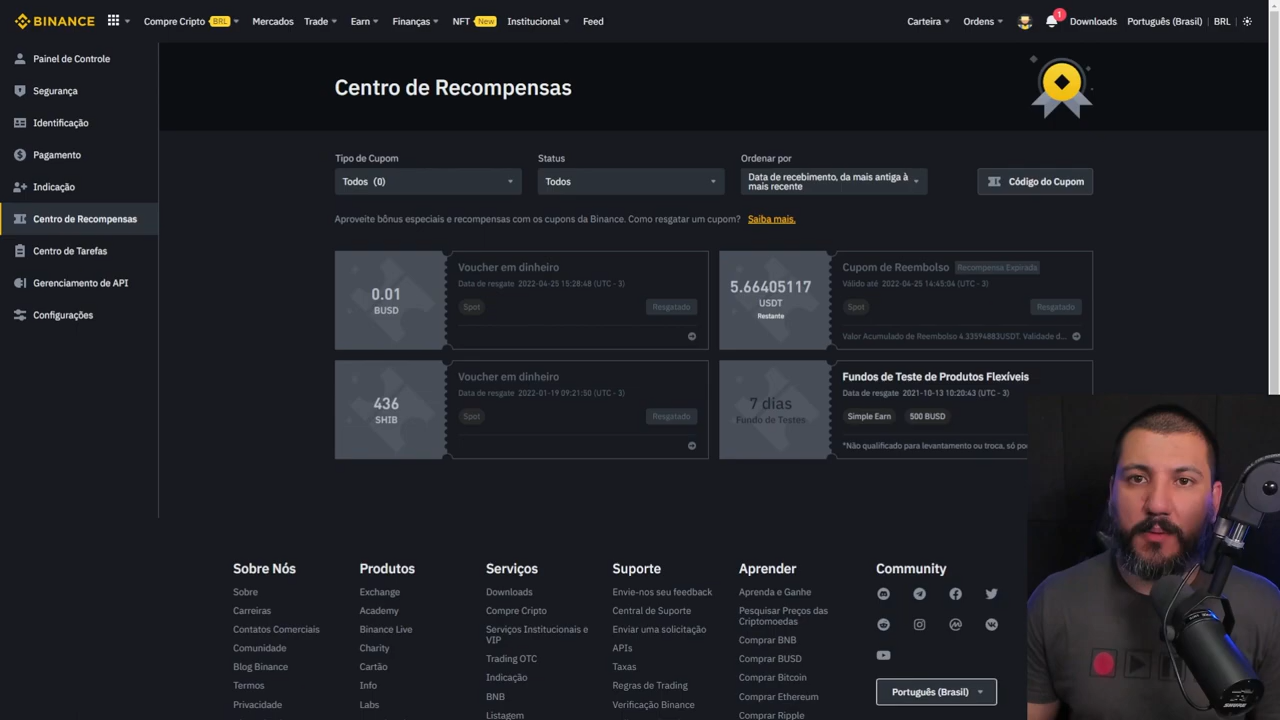 BINANCE
Compre Cripto BRL Mercados Trade Earn Finanças NFT New Institucional Feed
Carteira Ordens 1 Downloads Português (Brasil) BRL
Painel de Controle
Segurança
Identificação
Pagamento
Indicação
Centro de Recompensas
Centro de Tarefas
Gerenciamento de API
Configurações
Centro de Recompensas
Tipo de Cupom
Todos (0)
Status
Todos
Ordenar por
Data de recebimento, da mais antiga à
mais recente
Código do Cupom
Aproveite bônus especiais e recompensas com os cupons da Binance. Como resgatar um cupom? Saiba mais.
0.01
BUSD
Voucher em dinheiro
Data de resgate 2022-04-25 15:28:48 (UTC - 3)
Spot
Resgatado
5.66405117
USDT
Restante
Cupom de Reembolso Recompensa Expirada
Válido até 2022-04-25 14:45:04 (UTC - 3)
Spot
Resgatado
Valor Acumulado de Reembolso 4.33594883USDT. Validade d...
436
SHIB
Voucher em dinheiro
Data de resgate 2022-01-19 09:21:50 (UTC - 3)
Spot
Resgatado
7 dias
Fundo de Testes
Fundos de Teste de Produtos Flexíveis
Data de resgate 2021-10-13 10:20:43 (UTC - 3)
Simple Earn 500 BUSD
*Não qualificado para levantamento ou troca, só po
Sobre Nós
Sobre
Carreiras
Contatos Comerciais
Comunidade
Blog Binance
Termos
Privacidade
Produtos
Exchange
Academy
Binance Live
Charity
Cartão
Info
Labs
Serviços
Downloads
Compre Cripto
Serviços Institucionais e
VIP
Trading OTC
Indicação
BNB
Listagem
Suporte
Envie-nos seu feedback
Central de Suporte
Enviar uma solicitação
APIs
Taxas
Regras de Trading
Verificação Binance
Aprender
Aprenda e Ganhe
Pesquisar Preços das
Criptomoedas
Comprar BNB
Comprar BUSD
Comprar Bitcoin
Comprar Ethereum
Comprar Ripple
Community
Português (Brasil)
SHURE